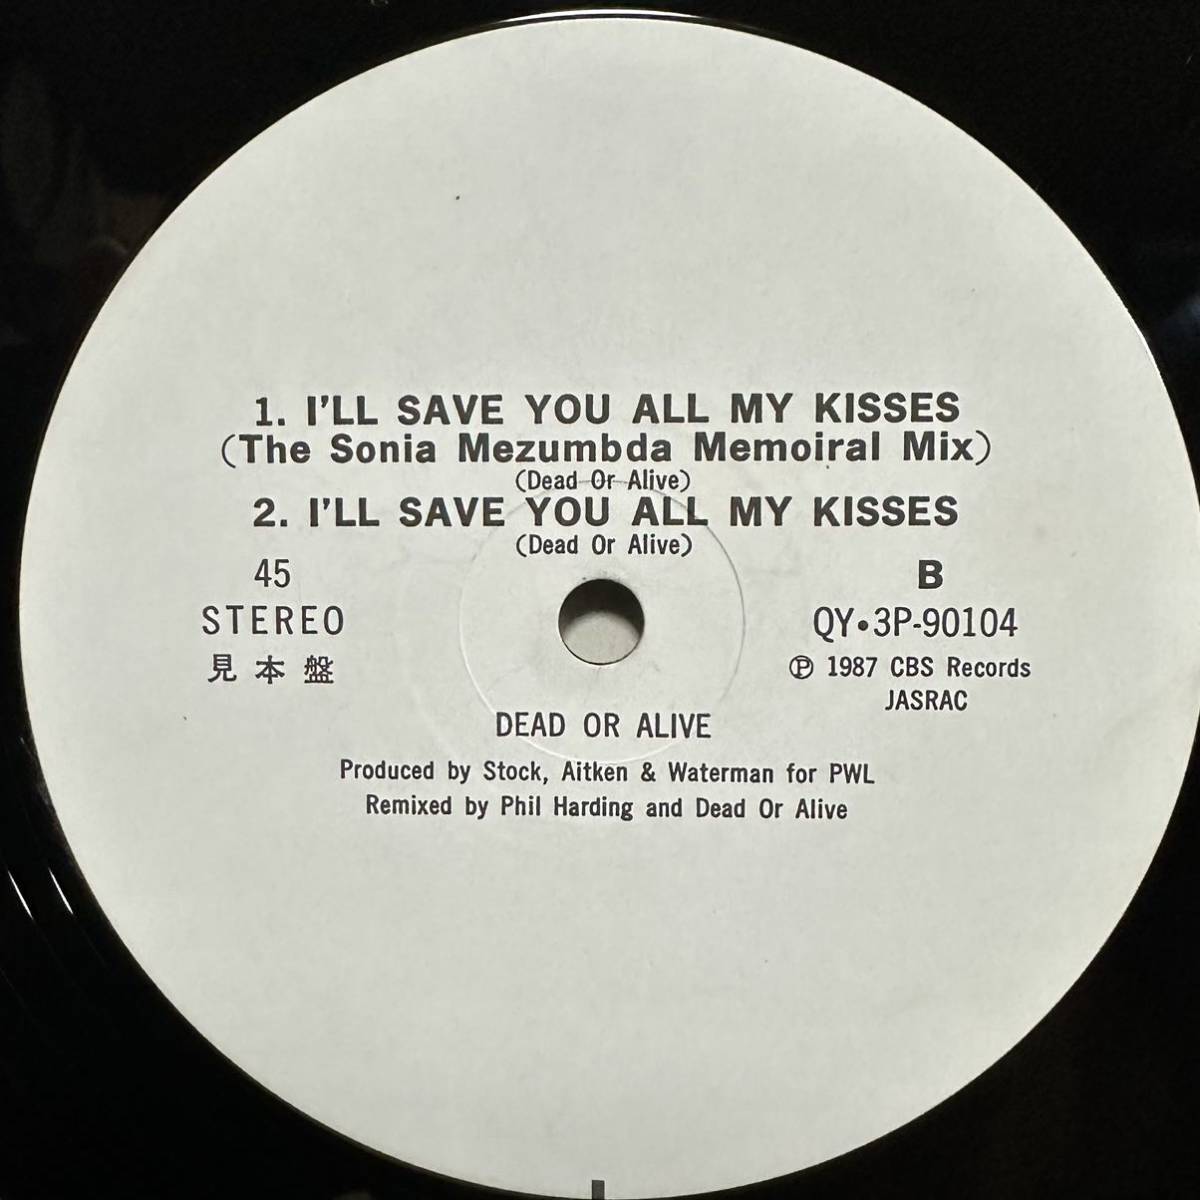 1. I'LL SAVE YOU ALL MY KISSES
(The Sonia Mezumbda Memoiral Mix)
(Dead Or Alive)
2. I'LL SAVE YOU ALL MY KISSES
(Dead Or Alive)
45
STEREO
見本盤
B
QY•3P-90104
Ⓟ 1987 CBS Records
JASRAC
DEAD OR ALIVE
Produced by Stock, Aitken & Waterman for PWL
Remixed by Phil Harding and Dead Or Alive